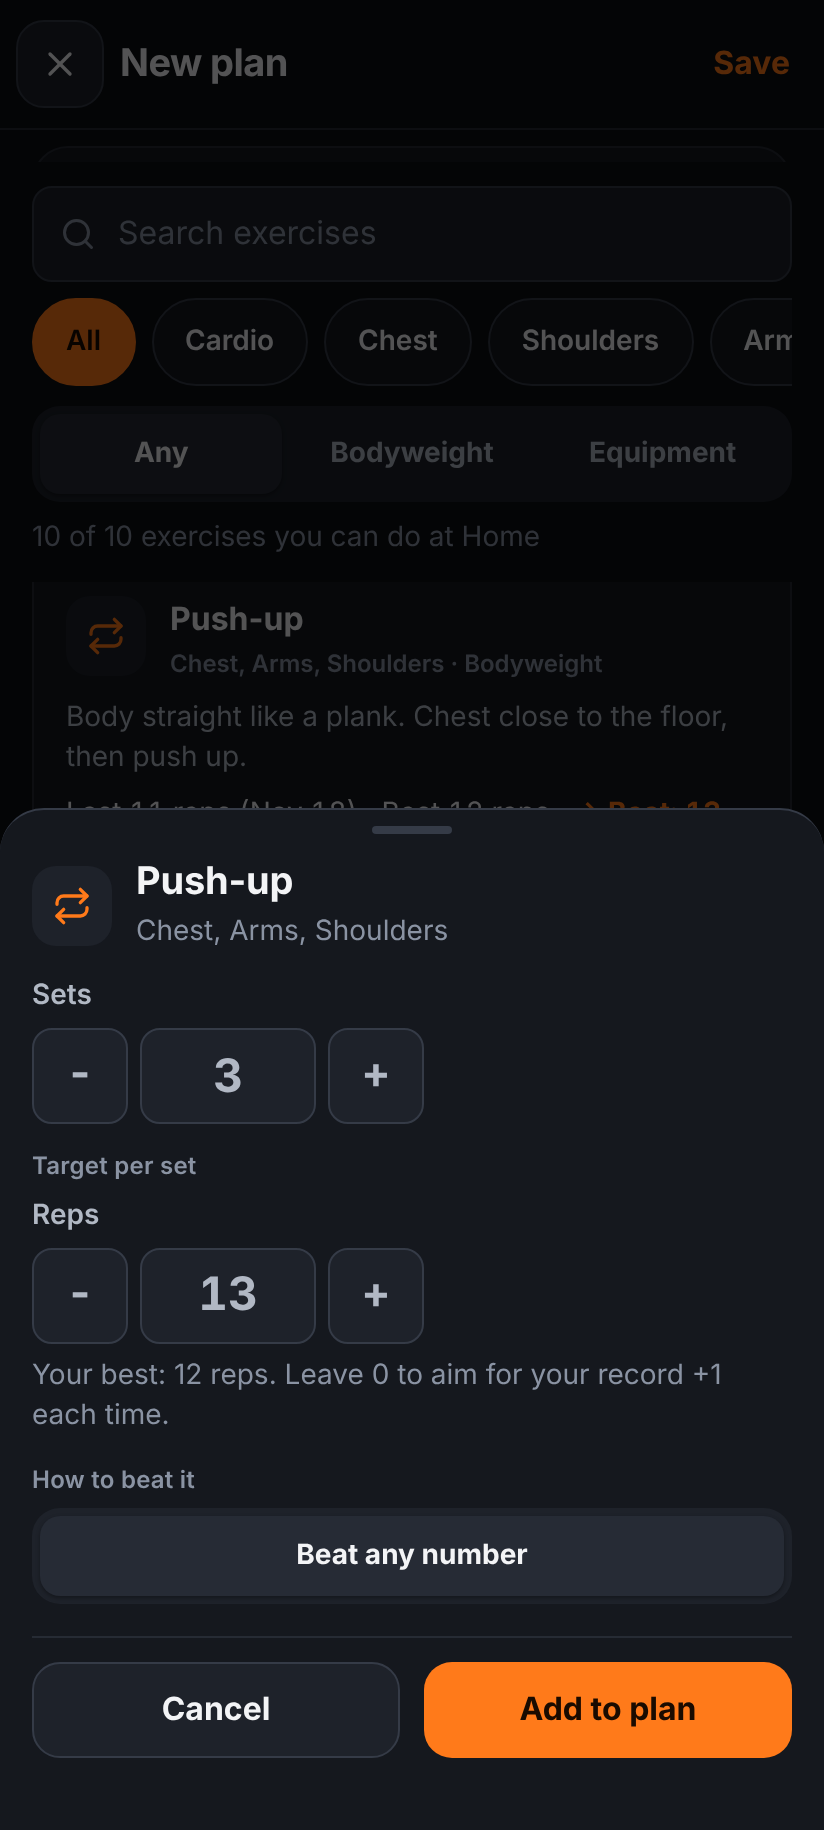 New plan
Save
Search exercises
All
Cardio
Chest
Shoulders
Arm
Any
Bodyweight
Equipment
10 of 10 exercises you can do at Home
Push-up
Chest, Arms, Shoulders · Bodyweight
Body straight like a plank. Chest close to the floor,
then push up.
Push-up
Chest, Arms, Shoulders
Sets
- 3 +
Target per set
Reps
- 13 +
Your best: 12 reps. Leave 0 to aim for your record +1
each time.
How to beat it
Beat any number
Cancel
Add to plan